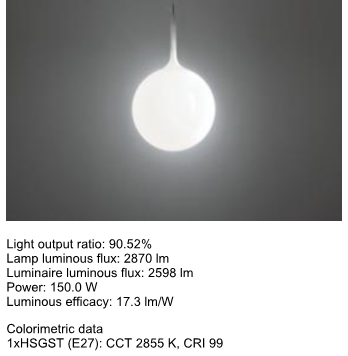 Light output ratio: 90.52%
Lamp luminous flux: 2870 lm
Luminaire luminous flux: 2598 lm
Power: 150.0 W
Luminous efficacy: 17.3 lm/W
Colorimetric data
1xHSGST (E27): CCT 2855 K, CRI 99